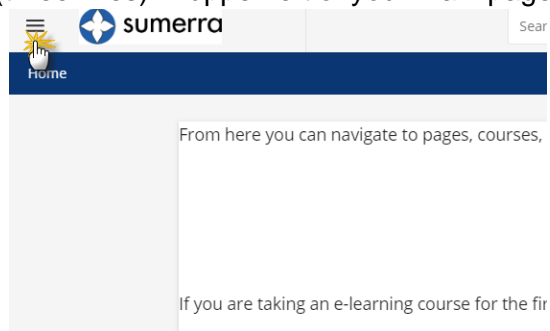 sumerra
Sear
Home
From here you can navigate to pages, courses,
If you are taking an e-learning course for the fir